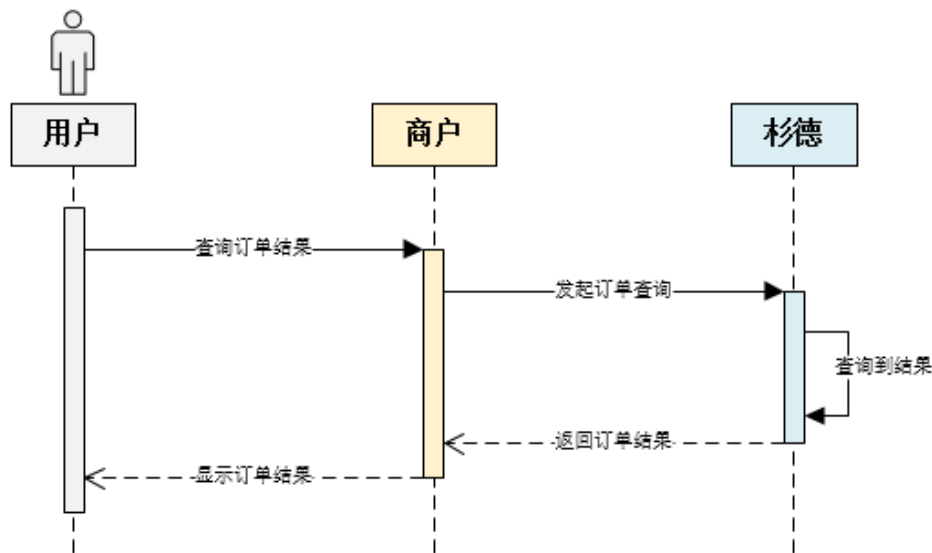 用户
商户
杉德
查询订单结果
发起订单查询
查询到结果
返回订单结果
显示订单结果